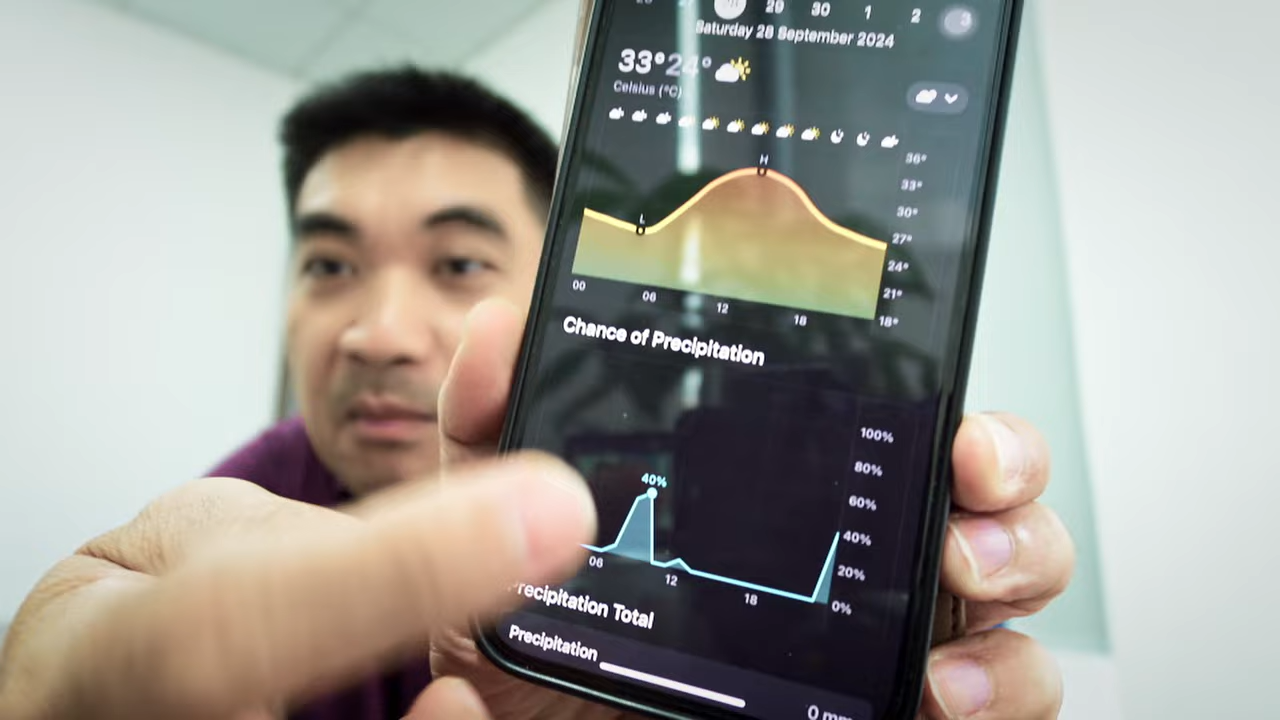 29 30 1 2 3
Saturday 28 September 2024
33° 24°
Celsius (°C)
H
L
36°
33°
30°
27°
24°
21°
18°
00 06 12 18
Chance of Precipitation
100%
80%
60%
40%
20%
0%
40%
06 12 18
Precipitation Total
Precipitation
0 mm